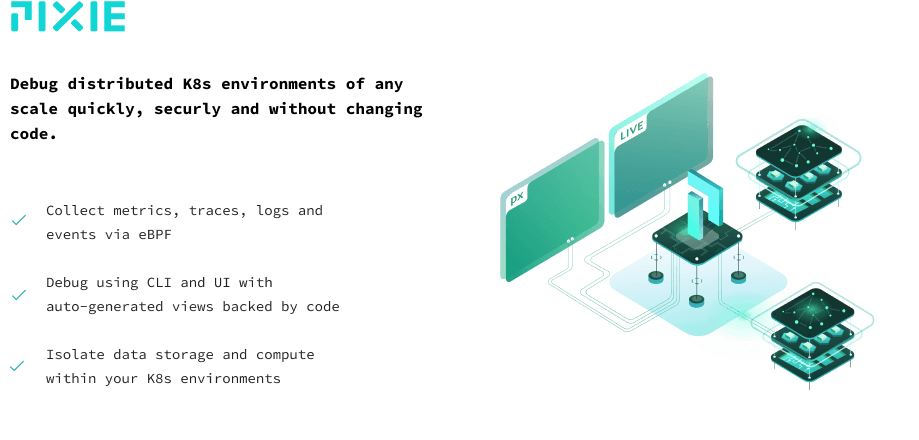 PIXIE
Debug distributed K8s environments of any
scale quickly, securly and without changing
code.
Collect metrics, traces, logs and
events via eBPF
Debug using CLI and UI with
auto-generated views backed by code
Isolate data storage and compute
within your K8s environments
px
LIVE